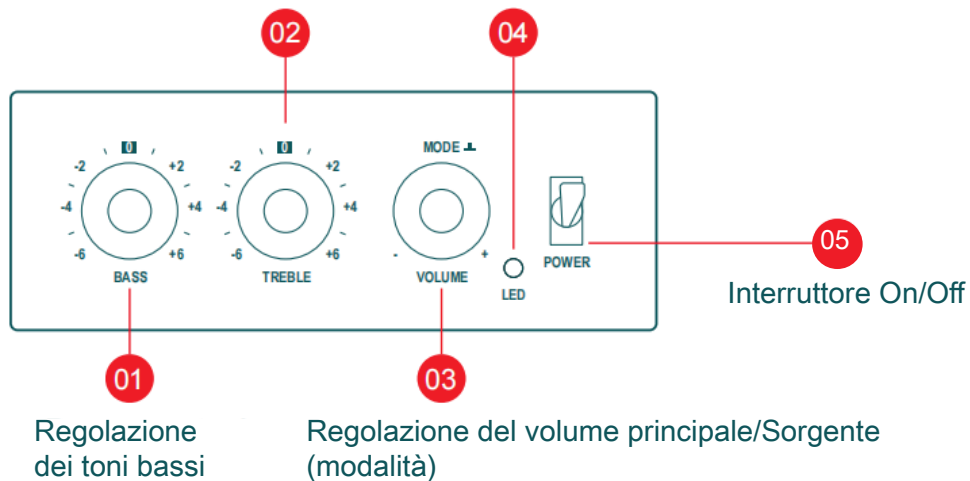 02
04
0
0
MODE
-2
+2
-2
+2
-4
+4
-4
+4
-6
+6
-6
+6
-
+
BASS
TREBLE
VOLUME
LED
POWER
05
Interruttore On/Off
01
03
Regolazione
dei toni bassi
Regolazione del volume principale/Sorgente
(modalità)